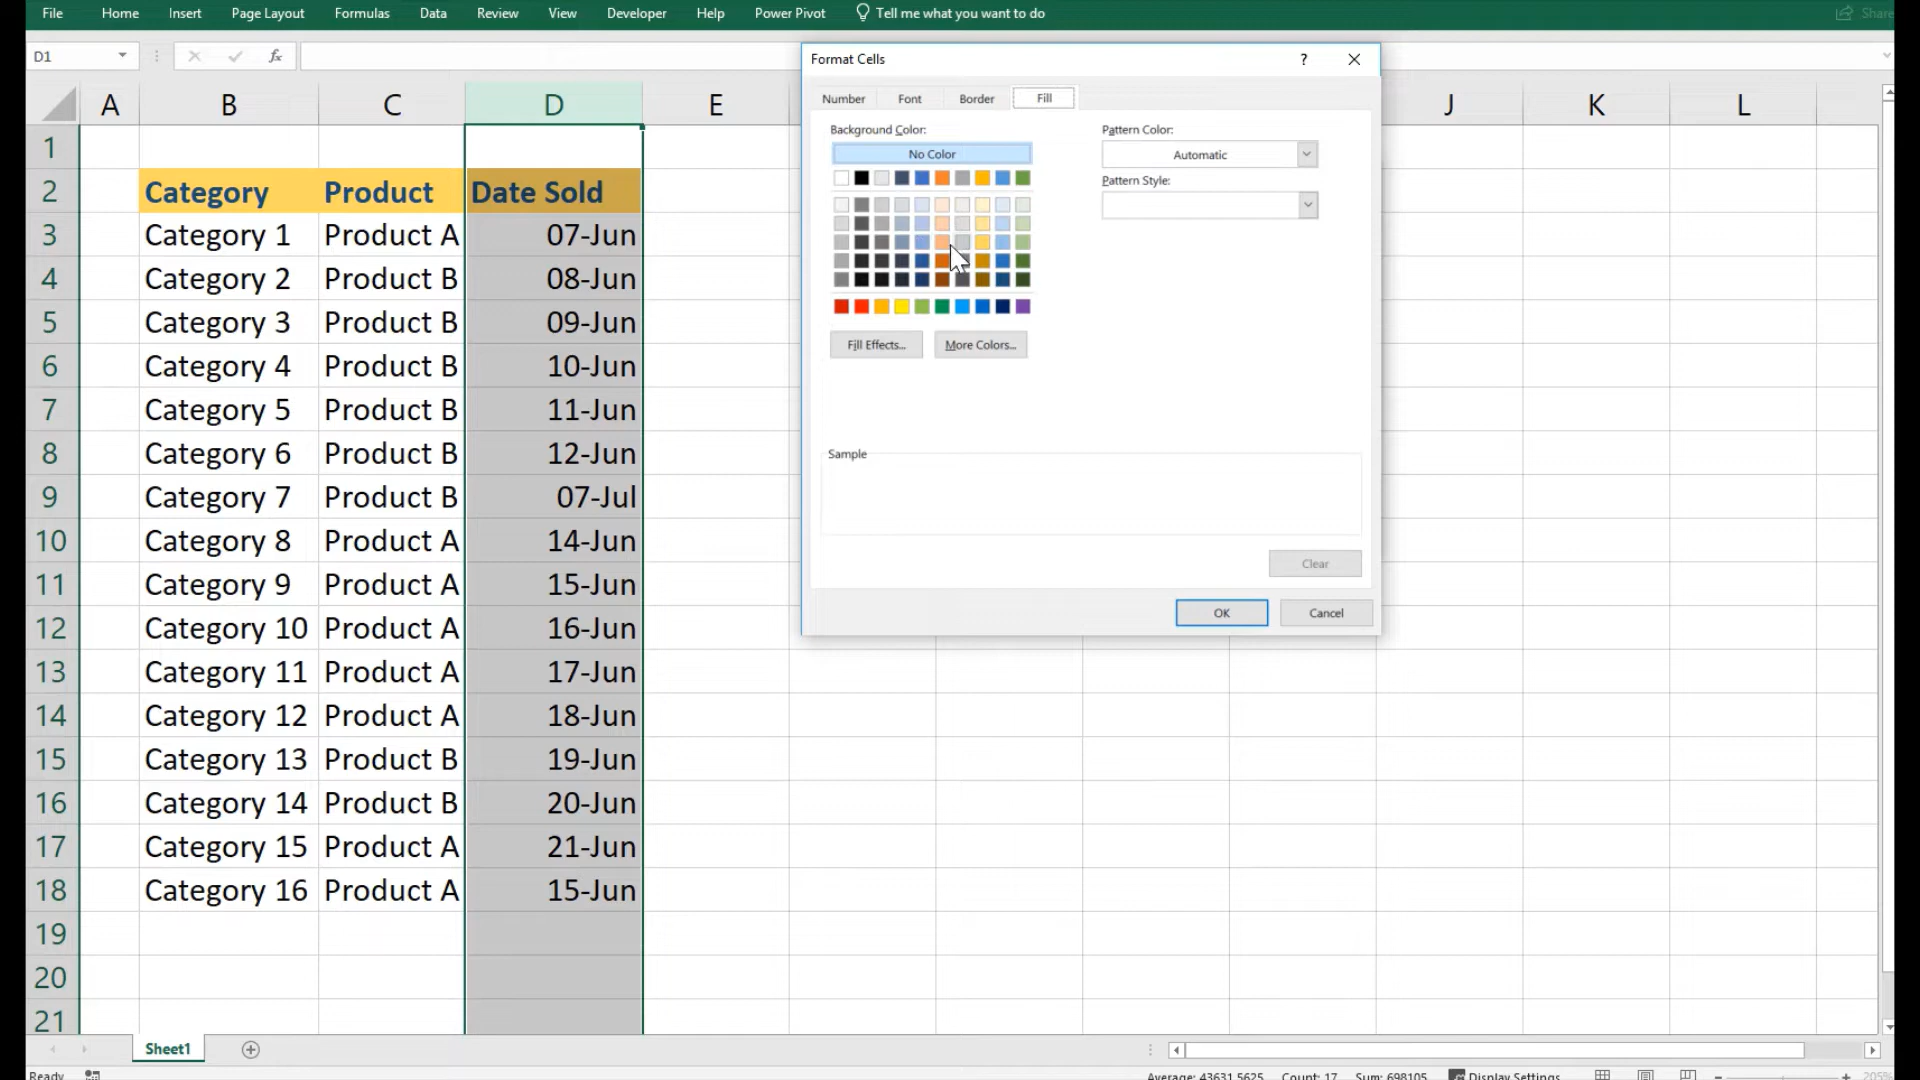 File Home Insert Page Layout Formulas Data Review View Developer Help Power Pivot Tell me what you want to do Share
D1 fx
Format Cells ?
Number Font Border Fill
Background Color:
No Color
Fill Effects...
More Colors...
Pattern Color:
Automatic
Pattern Style:
Sample
Clear
OK Cancel
A B C D E J K L
1
2 Category Product Date Sold
3 Category 1 Product A 07-Jun
4 Category 2 Product B 08-Jun
5 Category 3 Product B 09-Jun
6 Category 4 Product B 10-Jun
7 Category 5 Product B 11-Jun
8 Category 6 Product B 12-Jun
9 Category 7 Product B 07-Jul
10 Category 8 Product A 14-Jun
11 Category 9 Product A 15-Jun
12 Category 10 Product A 16-Jun
13 Category 11 Product A 17-Jun
14 Category 12 Product A 18-Jun
15 Category 13 Product B 19-Jun
16 Category 14 Product B 20-Jun
17 Category 15 Product A 21-Jun
18 Category 16 Product A 15-Jun
19
20
21
Sheet1
Ready Average: 43631.5625 Count: 17 Sum: 698105 Display Settings 205%